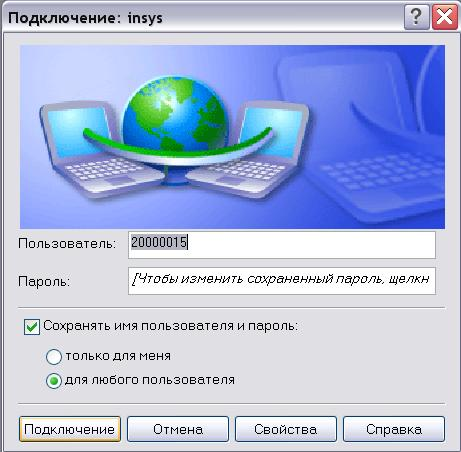 Подключение: insys
Пользователь: 20000015
Пароль: [Чтобы изменить сохраненный пароль, щелкн
Сохранять имя пользователя и пароль:
только для меня
для любого пользователя
Подключение Отмена Свойства Справка